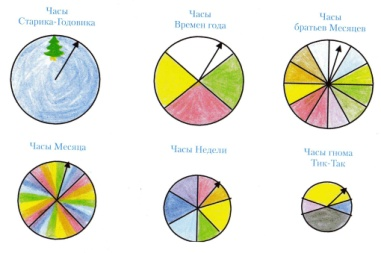 Часы
Старика-Годовика
Часы
Времен года
Часы
братьев Месяцев
Часы Месяца
Часы Недели
Часы гнома
Тик-Так